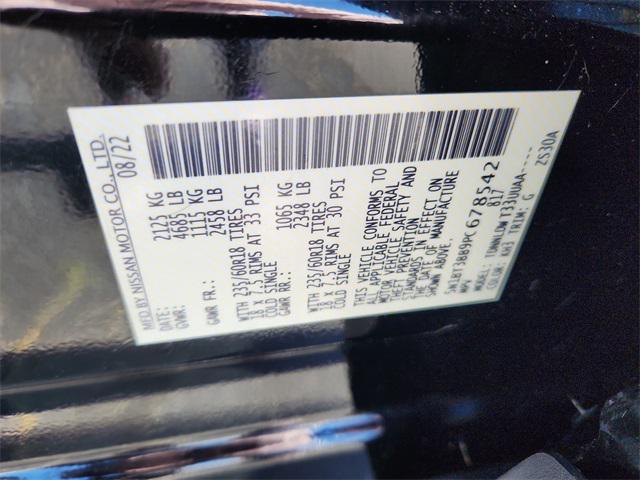 MFD BY NISSAN MOTOR CO., LTD.
DATE: 08/22
GVWR: 2125 KG
4685 LB
GAWR FR.: 1115 KG
2458 LB
WITH 235/60R18 TIRES
18 X 7.5 RIMS AT 33 PSI
COLD SINGLE
GAWR RR: 1065 KG
2348 LB
WITH 235/60R18 TIRES
18 X 7.5 RIMS AT 30 PSI
COLD SINGLE
THIS VEHICLE CONFORMS TO
ALL APPLICABLE FEDERAL
MOTOR VEHICLE SAFETY AND
THEFT PREVENTION
STANDARDS IN EFFECT ON
THE DATE OF MANUFACTURE
SHOWN ABOVE.
5N1BT3BB9PC678542
MPV 817
MODEL:
COLOR: KH3 TRIM: G
ZS30A